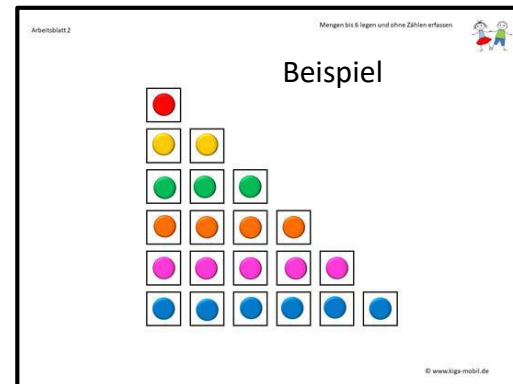 Arbeitsblatt 2
Mengen bis 6 legen und ohne Zählen erfassen
Beispiel
© www.kiga-mobil.de